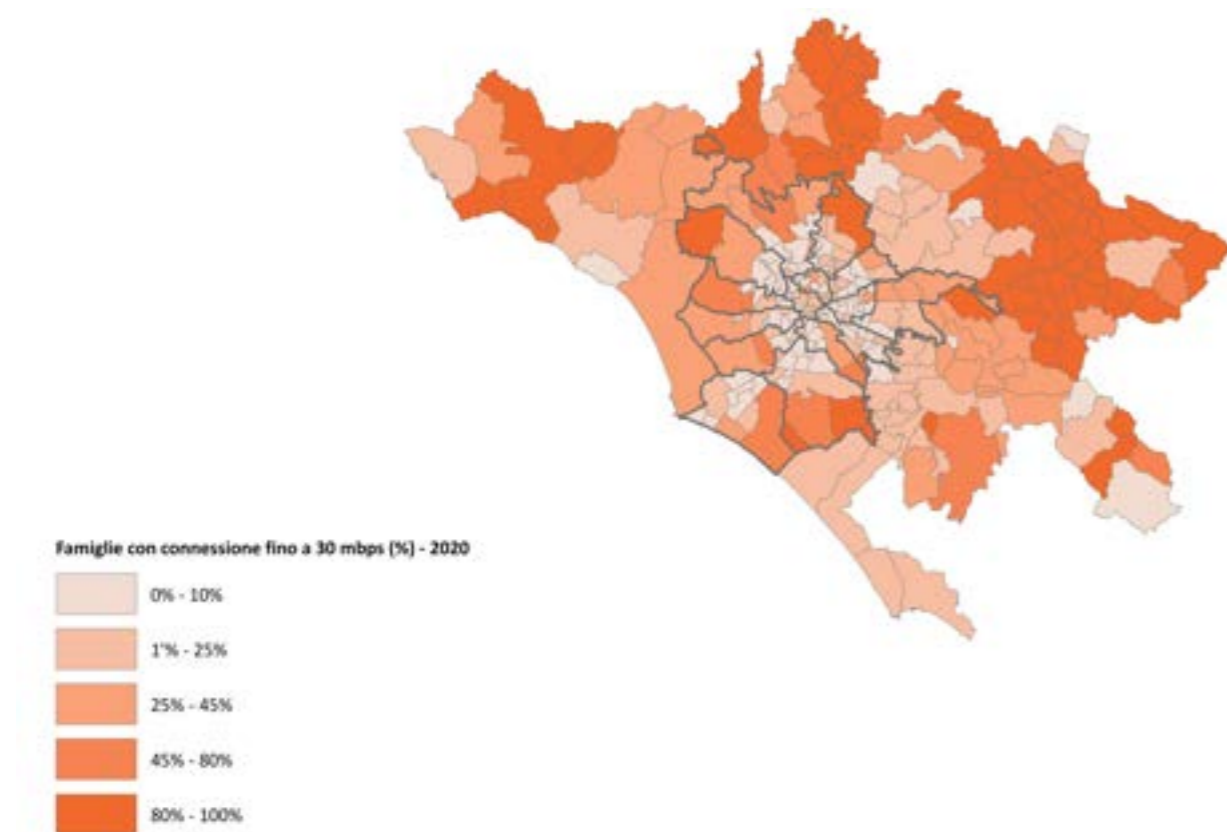 Famiglie con connessione fino a 30 mbps (%) - 2020
0% - 10%
1'% - 25%
25% - 45%
45% - 80%
80% - 100%